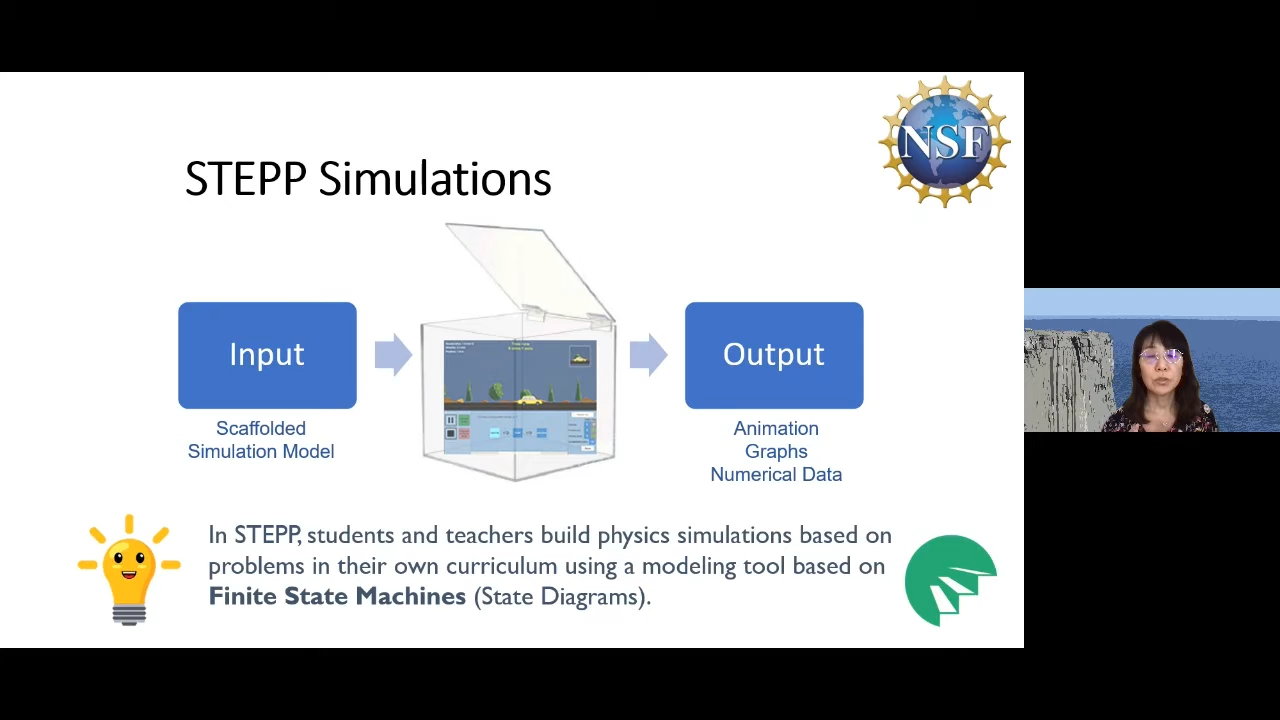 NSF
STEPP Simulations
Input
Output
Scaffolded
Simulation Model
Animation
Graphs
Numerical Data
In STEPP, students and teachers build physics simulations based on
problems in their own curriculum using a modeling tool based on
Finite State Machines (State Diagrams).